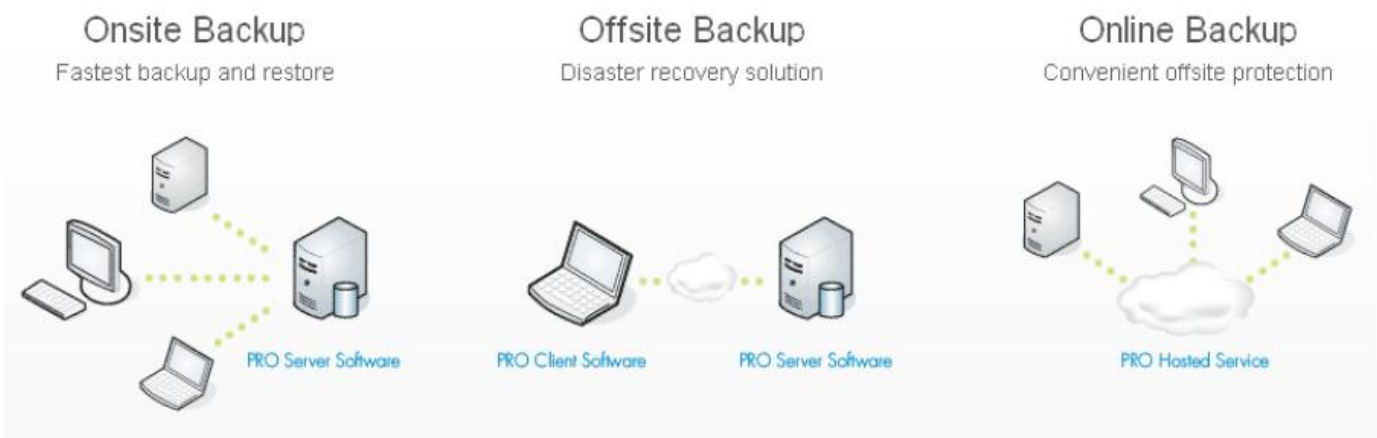 Onsite Backup
Fastest backup and restore
PRO Server Software
Offsite Backup
Disaster recovery solution
PRO Client Software
PRO Server Software
Online Backup
Convenient offsite protection
PRO Hosted Service